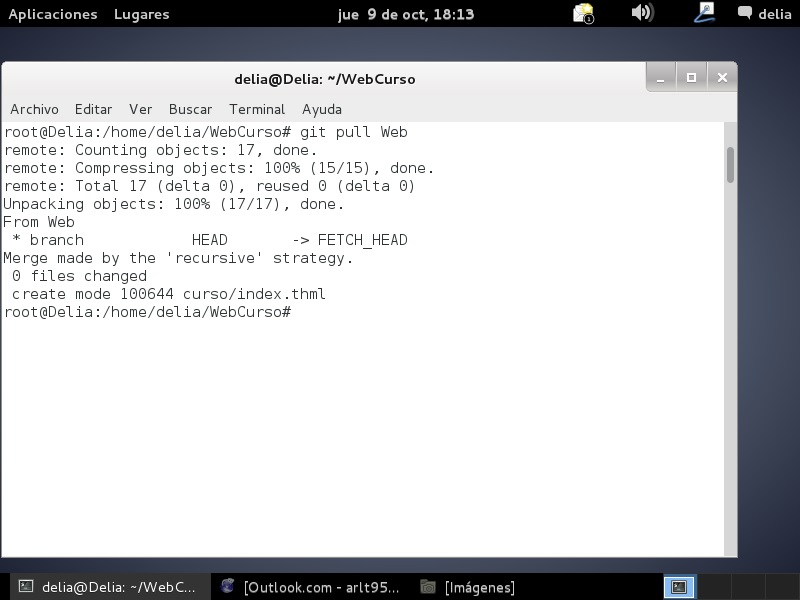 Aplicaciones Lugares jue 9 de oct, 18:13 1 delia
delia@Delia: ~/WebCurso
Archivo Editar Ver Buscar Terminal Ayuda
root@Delia:/home/delia/WebCurso# git pull Web
remote: Counting objects: 17, done.
remote: Compressing objects: 100% (15/15), done.
remote: Total 17 (delta 0), reused 0 (delta 0)
Unpacking objects: 100% (17/17), done.
From Web
 * branch            HEAD       -> FETCH_HEAD
Merge made by the 'recursive' strategy.
 0 files changed
 create mode 100644 curso/index.thml
root@Delia:/home/delia/WebCurso#
delia@Delia: ~/WebC... [Outlook.com - arlt95... [Imágenes]